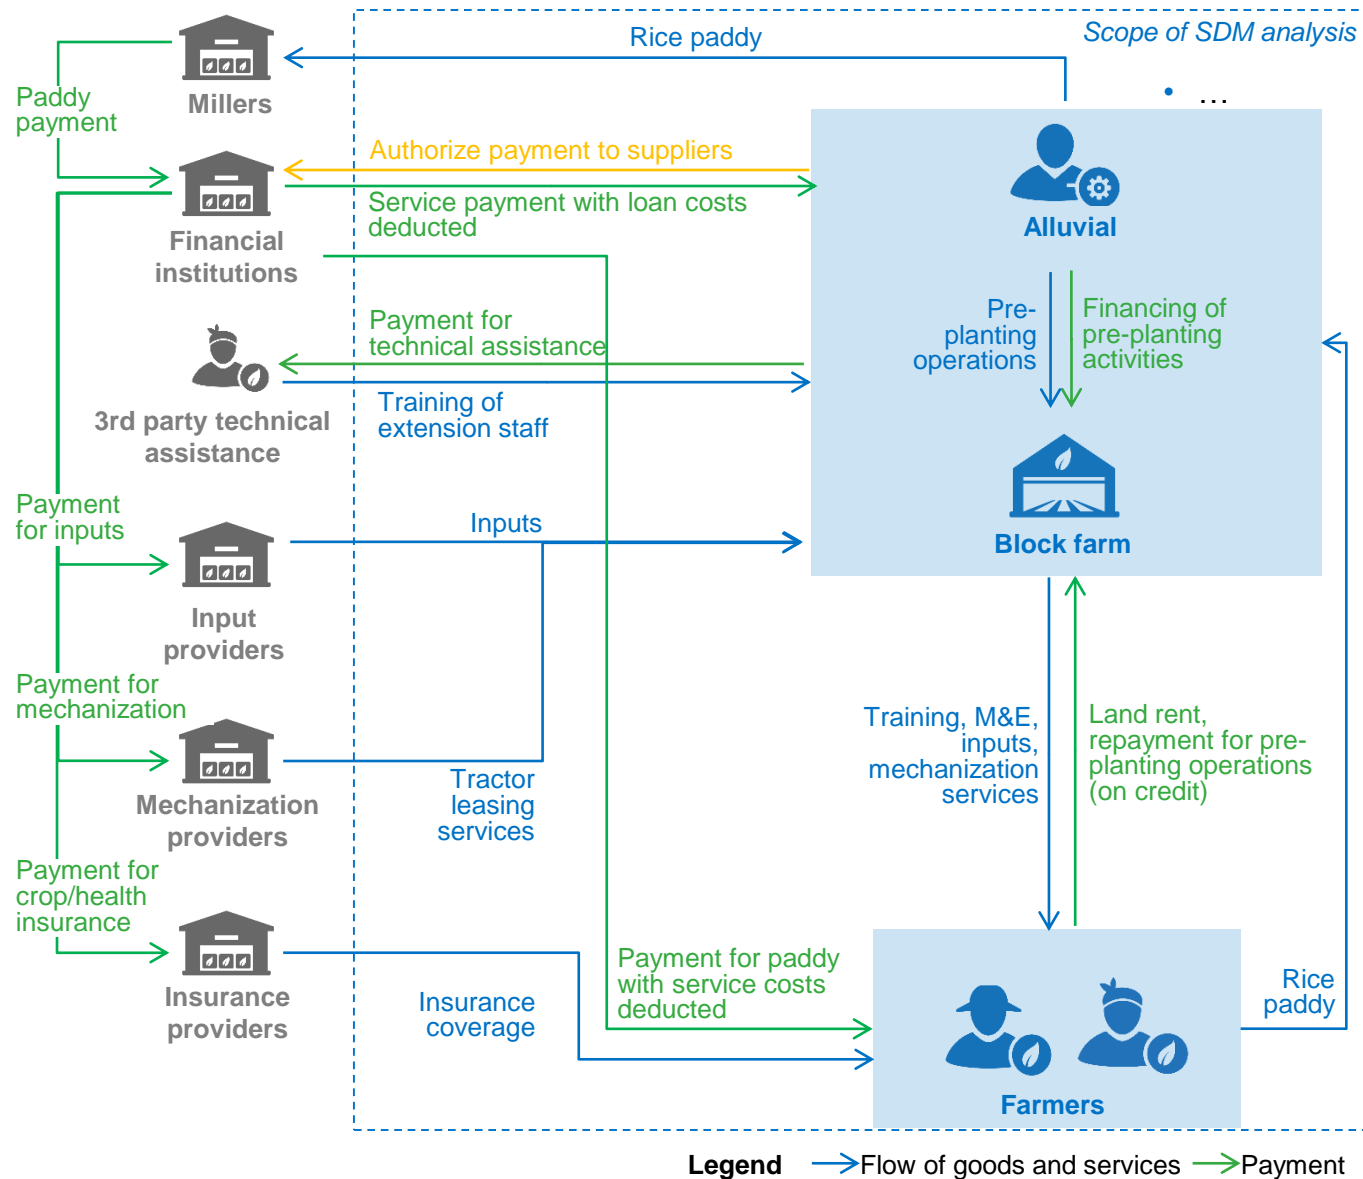 Scope of SDM analysis
Rice paddy
• ...
Millers
Paddy
payment
Authorize payment to suppliers
Service payment with loan costs
deducted
Alluvial
Financial
institutions
Pre-
planting
operations
Financing of
pre-planting
activities
Payment for
technical assistance
Training of
extension staff
3rd party technical
assistance
Payment
for inputs
Inputs
Block farm
Input
providers
Payment for
mechanization
Training, M&E,
inputs,
mechanization
services
Land rent,
repayment for pre-
planting operations
(on credit)
Tractor
leasing
services
Mechanization
providers
Payment for
crop/health
insurance
Payment for paddy
with service costs
deducted
Rice
paddy
Insurance
coverage
Insurance
providers
Farmers
Legend
Flow of goods and services
Payment